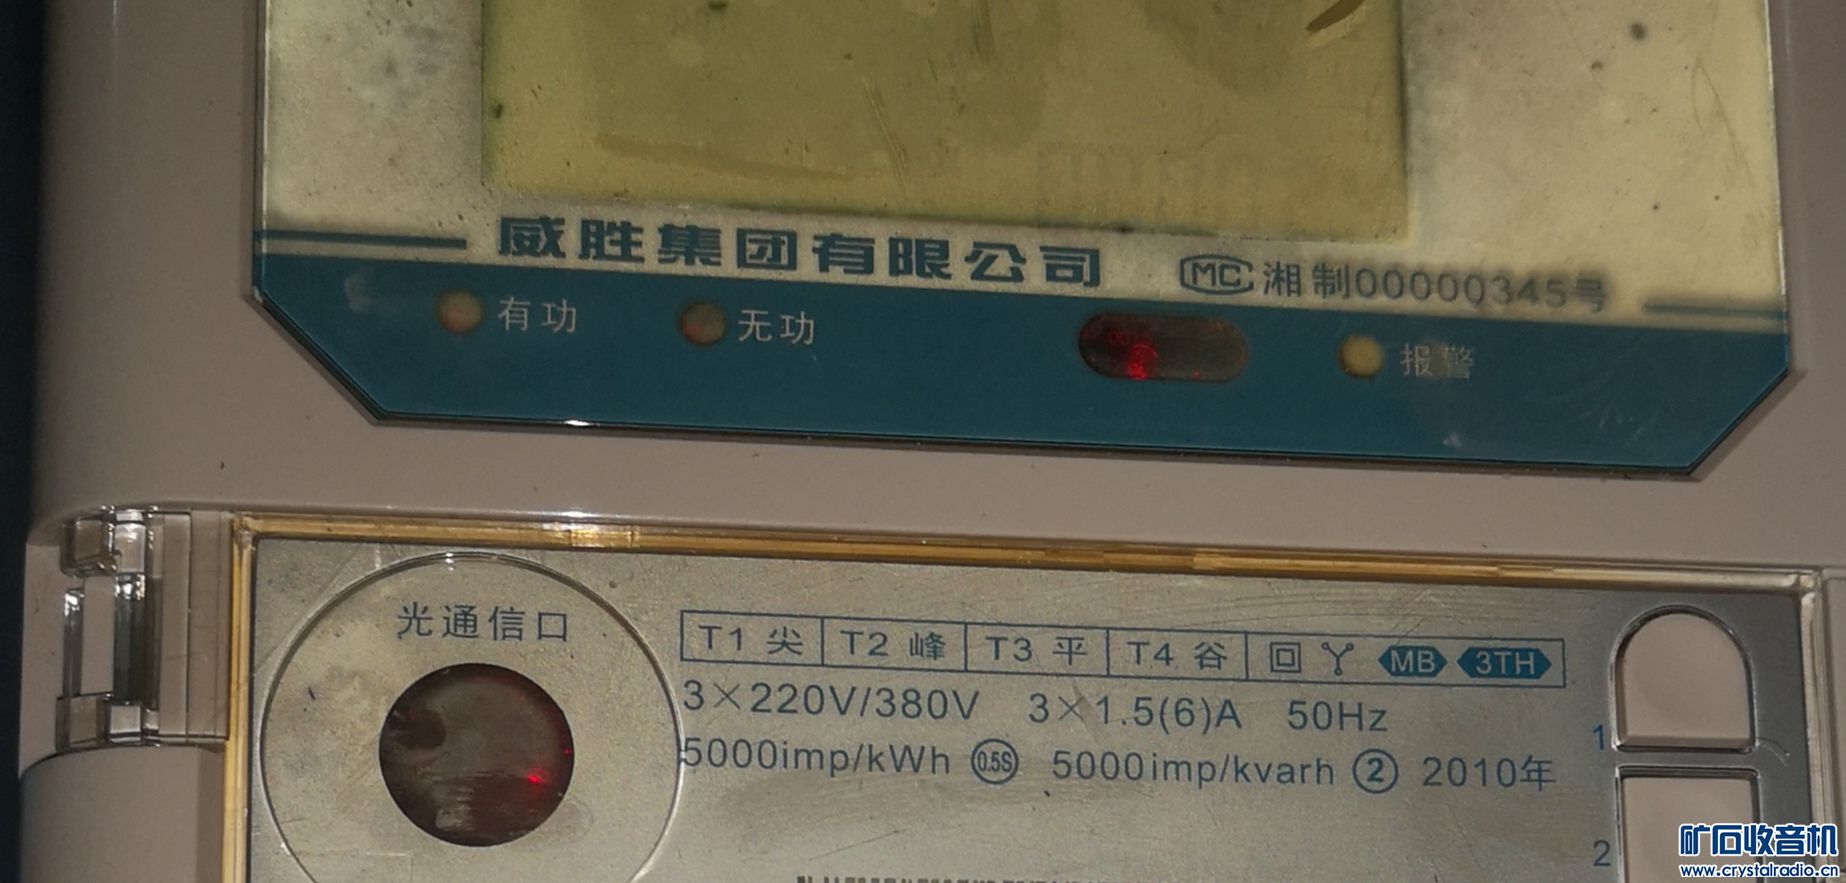 威胜集团有限公司 MC 湘制00000345号
有功 无功 报警
光通信口
T1 尖 T2 峰 T3 平 T4 谷 MB 3TH
3×220V/380V 3×1.5(6)A 50Hz
1
5000imp/kWh 0.5S 5000imp/kvarh 2 2010年
2
矿石收音机
www.crystalradio.cn